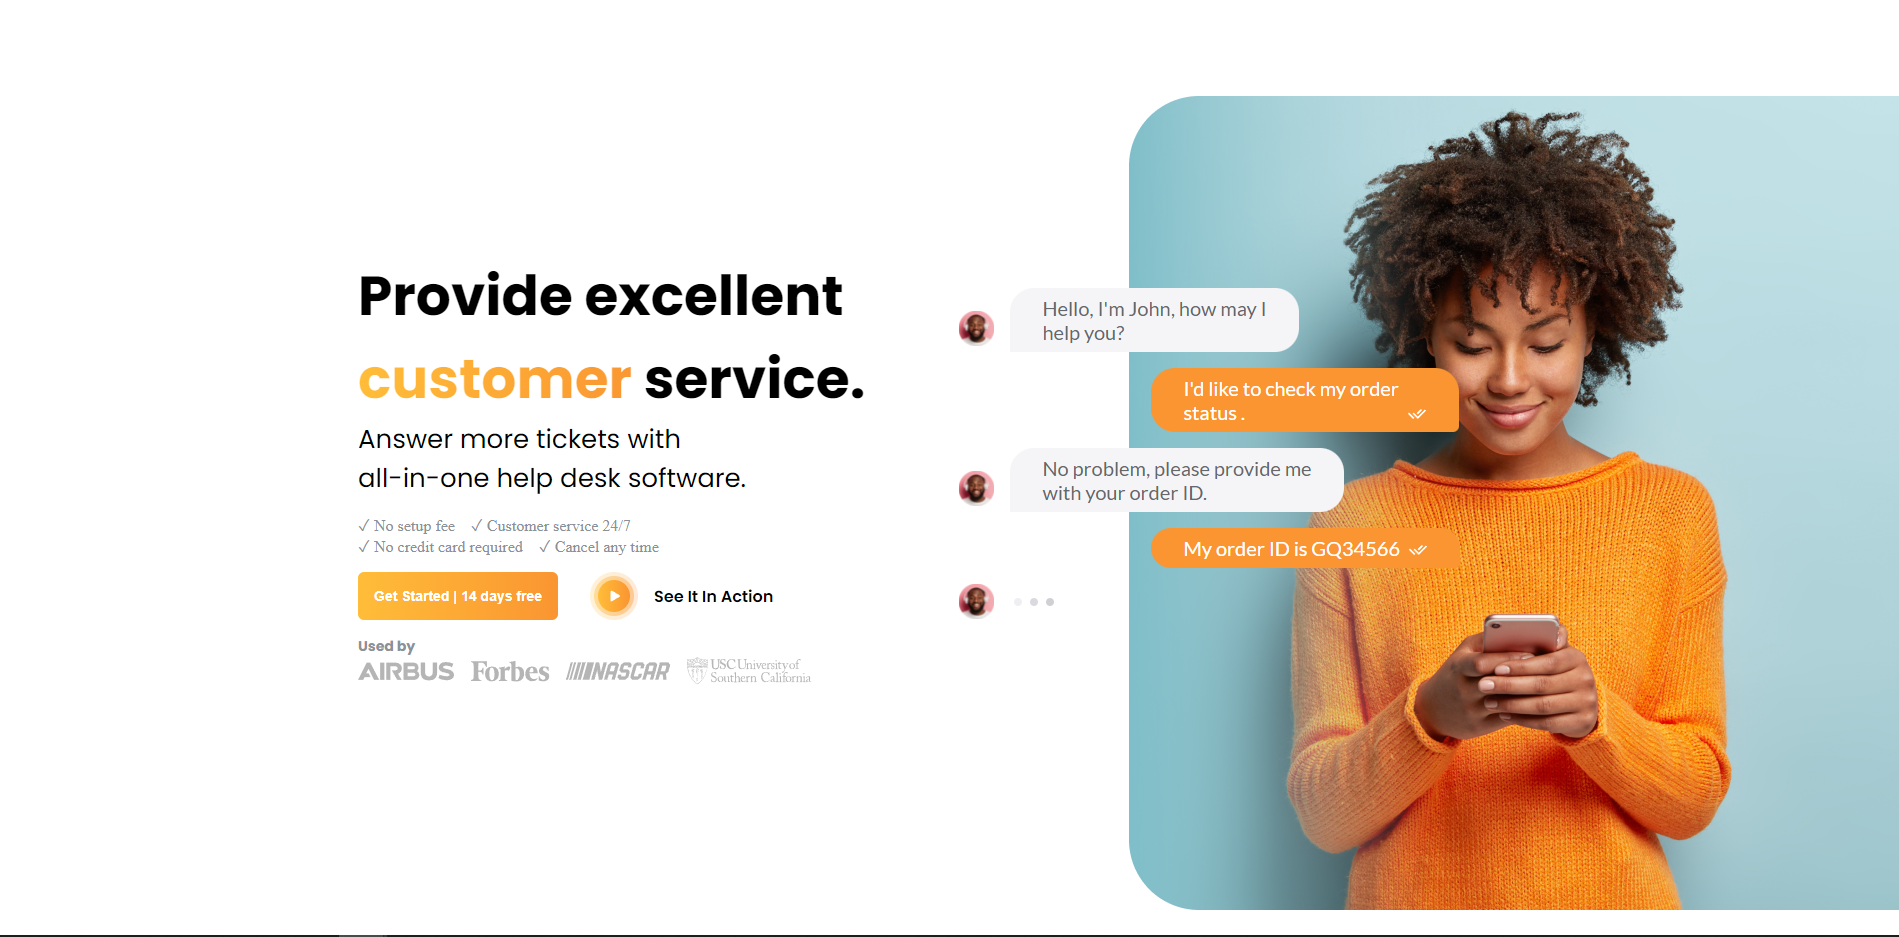 Provide excellent
customer service.
Answer more tickets with
all-in-one help desk software.
✓ No setup fee ✓ Customer service 24/7
✓ No credit card required ✓ Cancel any time
Get Started | 14 days free
See It In Action
Used by
AIRBUS Forbes NASCAR USC University of
Southern California
Hello, I'm John, how may I
help you?
I'd like to check my order
status .
No problem, please provide me
with your order ID.
My order ID is GQ34566